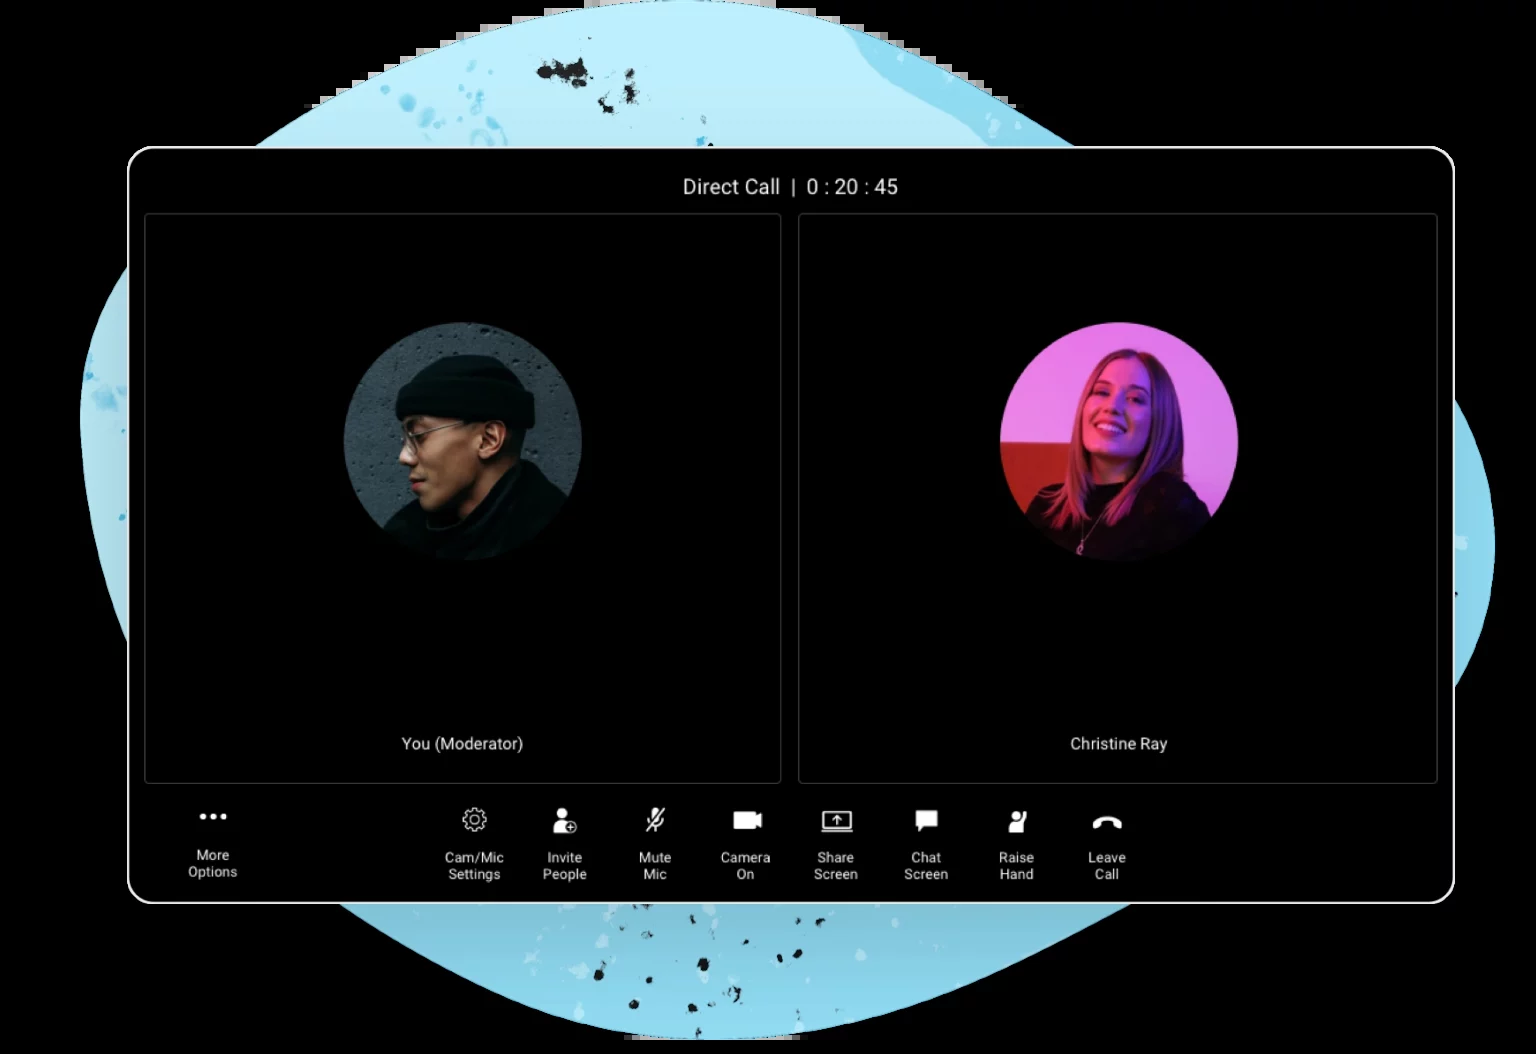 Direct Call | 0 : 20 : 45
You (Moderator)
Christine Ray
More
Options
Cam/Mic
Settings
Invite
People
Mute
Mic
Camera
On
Share
Screen
Chat
Screen
Raise
Hand
Leave
Call